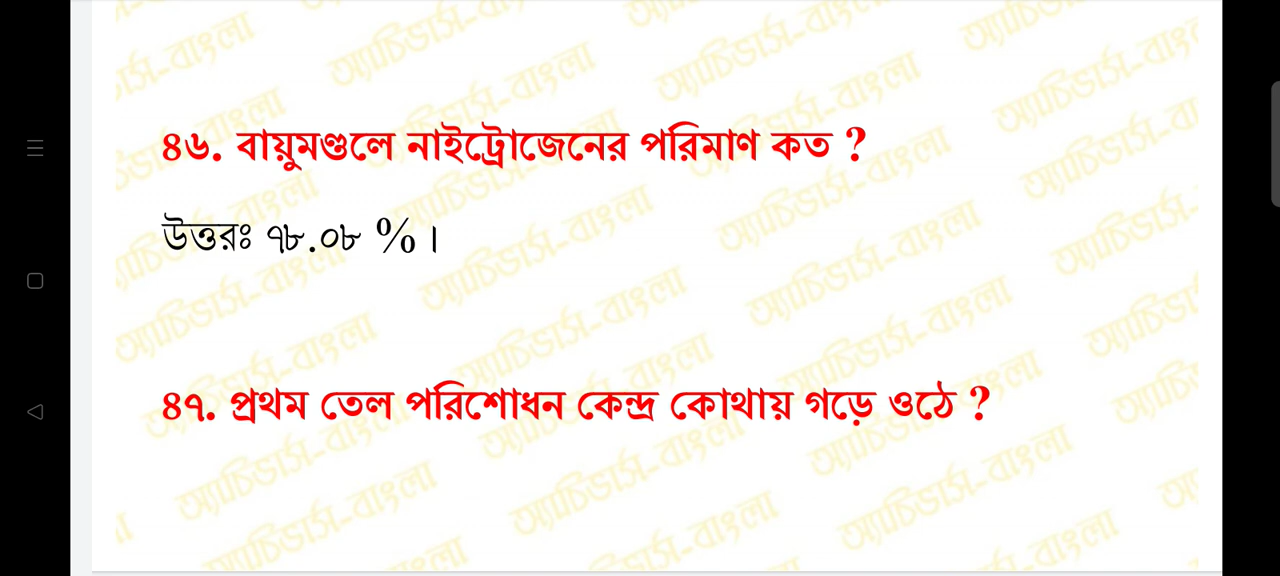 ৪৬. বায়ুমণ্ডলে নাইট্রোজেনের পরিমাণ কত ?
উত্তরঃ ৭৮.০৮ %।
৪৭. প্রথম তেল পরিশোধন কেন্দ্র কোথায় গড়ে ওঠে ?
অ্যাচিভার্স-বাংলা